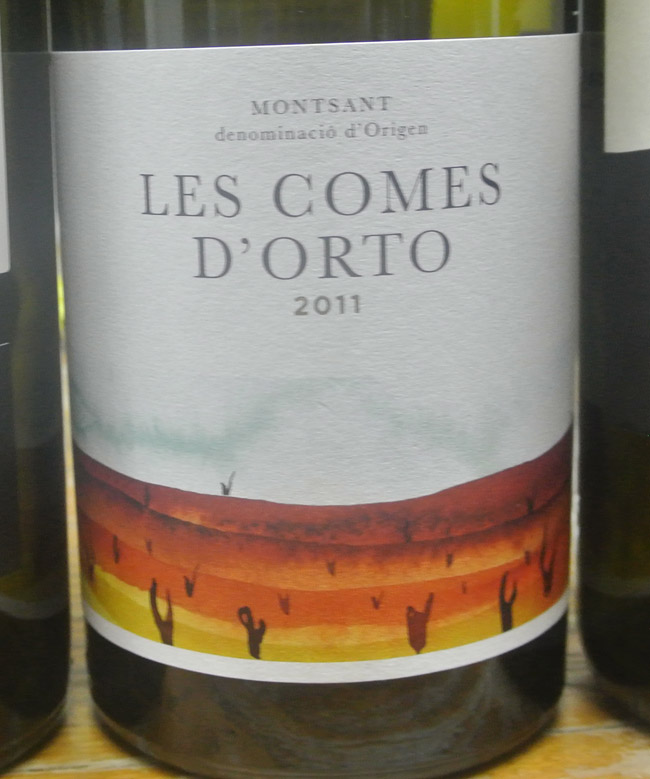 MONTSANT
denominació d'Origen
LES COMES
D'ORTO
2011